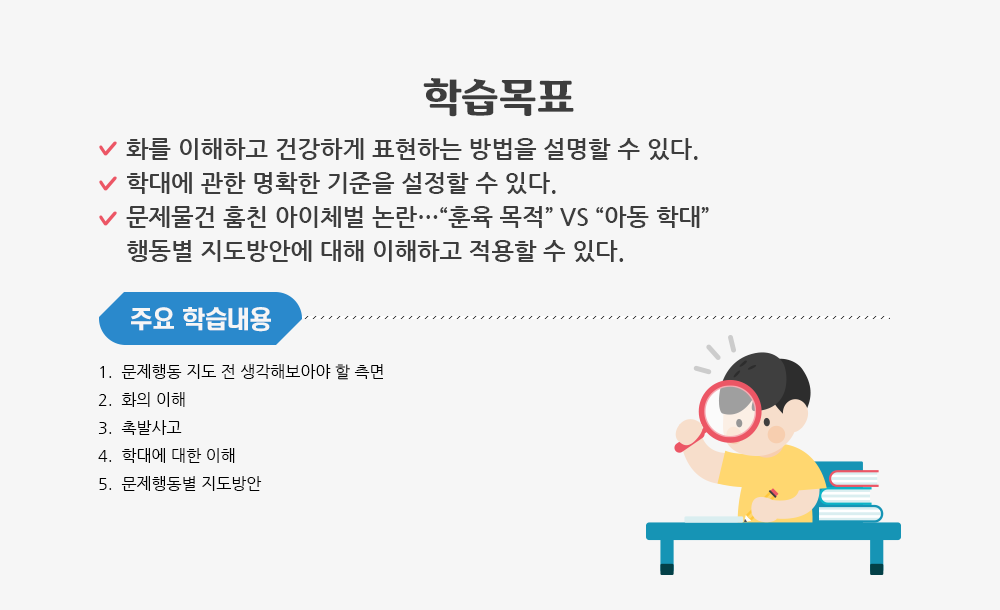 학습목표
화를 이해하고 건강하게 표현하는 방법을 설명할 수 있다.
학대에 관한 명확한 기준을 설정할 수 있다.
문제물건 훔친 아이체벌 논란…“훈육 목적” VS “아동 학대”
행동별 지도방안에 대해 이해하고 적용할 수 있다.
주요 학습내용
1. 문제행동 지도 전 생각해보아야 할 측면
2. 화의 이해
3. 촉발사고
4. 학대에 대한 이해
5. 문제행동별 지도방안